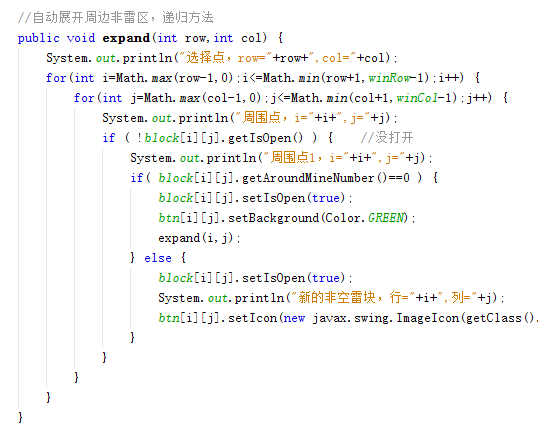 //自动展开周边非雷区，递归方法
public void expand(int row,int col) {
System.out.println("选择点，row="+row+",col="+col);
for(int i=Math.max(row-1,0);i<=Math.min(row+1,winRow-1);i++) {
for(int j=Math.max(col-1,0);j<=Math.min(col+1,winCol-1);j++) {
System.out.println("周围点，i="+i+",j="+j);
if ( !block[i][j].getIsOpen() ) { //没打开
System.out.println("周围点1，i="+i+",j="+j);
if( block[i][j].getAroundMineNumber()==0 ) {
block[i][j].setIsOpen(true);
btn[i][j].setBackground(Color.GREEN);
expand(i,j);
} else {
block[i][j].setIsOpen(true);
System.out.println("新的非空雷块，行="+i+",列="+j);
btn[i][j].setIcon(new javax.swing.ImageIcon(getClass().
}
}
}
}
}